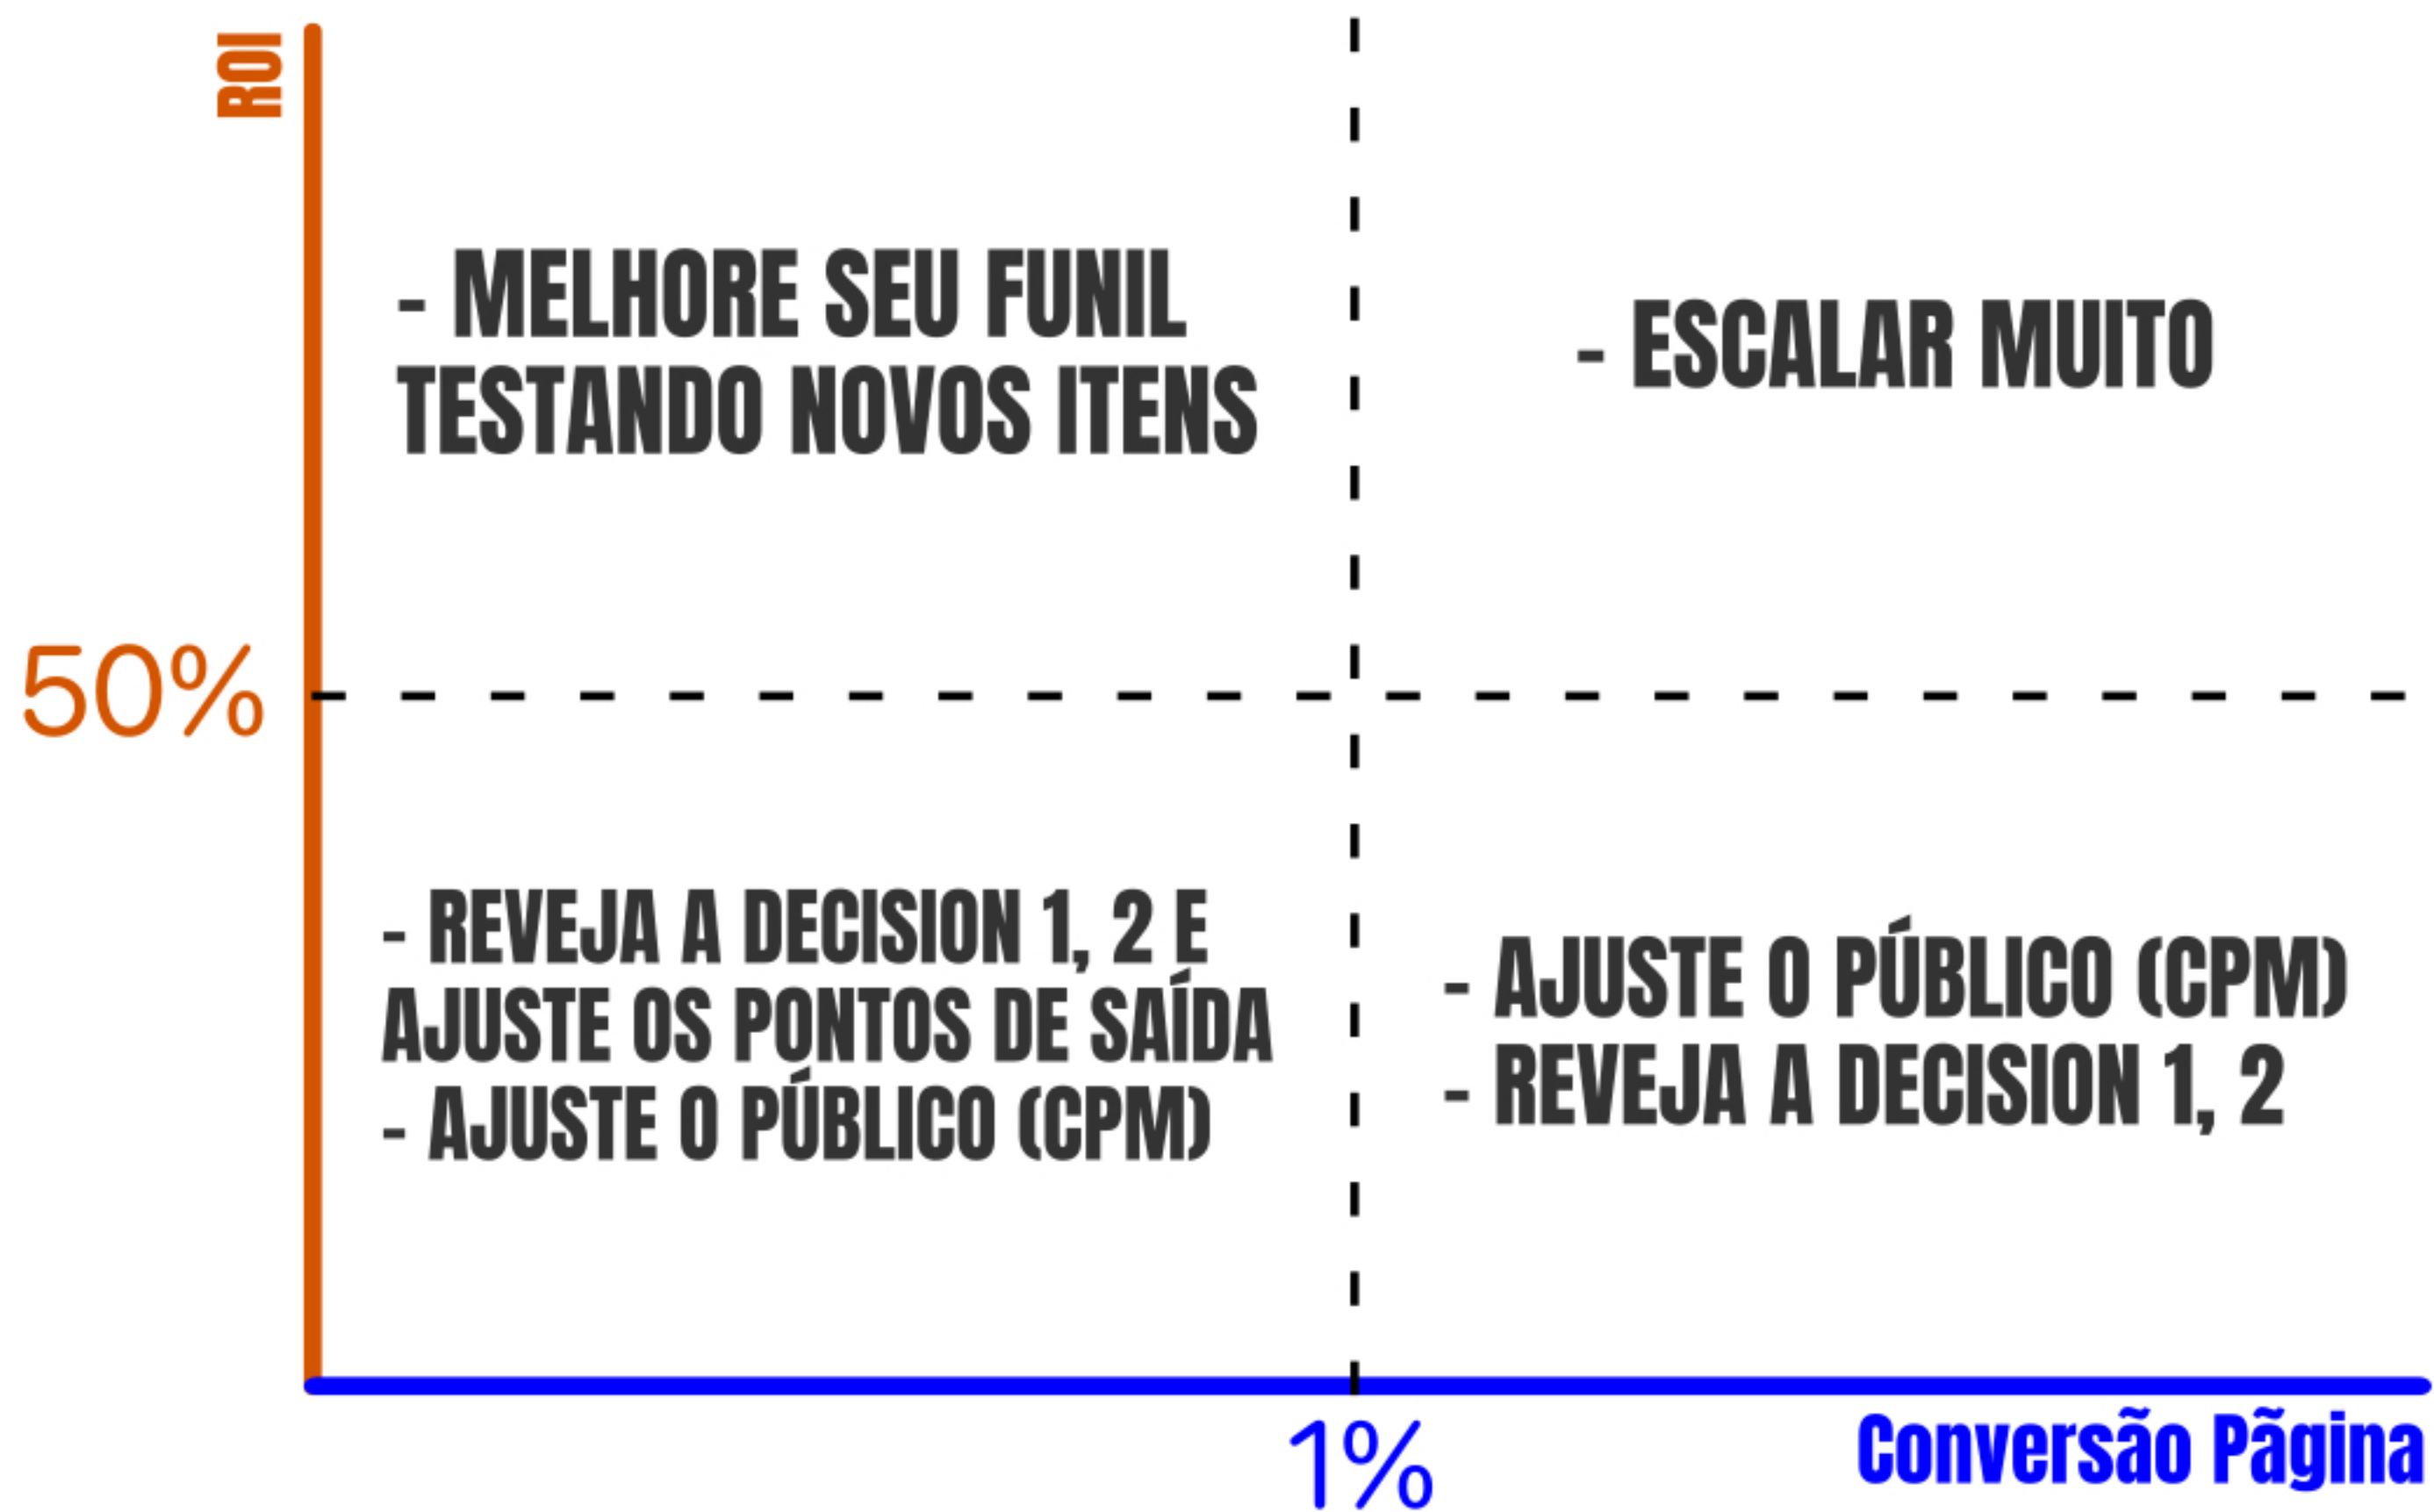 ROI
- MELHORE SEU FUNIL
TESTANDO NOVOS ITENS
- ESCALAR MUITO
50%
- REVEJA A DECISION 1, 2 E
AJUSTE OS PONTOS DE SAÍDA
- AJUSTE O PÚBLICO (CPM)
- AJUSTE O PÚBLICO (CPM)
- REVEJA A DECISION 1, 2
1%
Conversão Pãgina